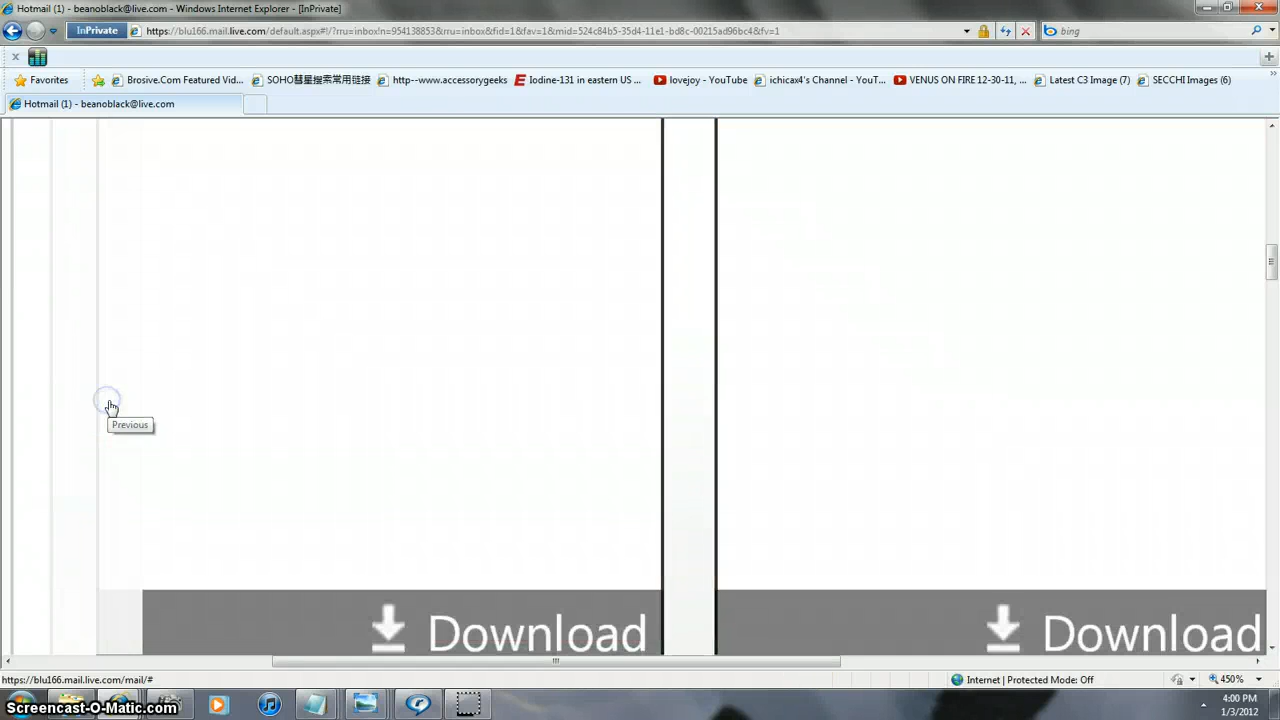 Hotmail (1) - beanoblack@live.com - Windows Internet Explorer - [InPrivate]
InPrivate https://blu166.mail.live.com/default.aspx#!/?rru=inbox!n=954138853&rru=inbox&fid=1&fav=1&mid=524c84b5-35d4-11e1-bd8c-00215ad96bc4&fv=1 bing
Favorites Brosive.Com Featured Vid... SOHO彗星搜索常用链接 http--www.accessorygeeks Iodine-131 in eastern US ... lovejoy - YouTube ichicax4's Channel - YouT... VENUS ON FIRE 12-30-11, ... Latest C3 Image (7) SECCHI Images (6)
Hotmail (1) - beanoblack@live.com
Previous
Download Download
https://blu166.mail.live.com/mail/# Internet | Protected Mode: Off 450%
4:00 PM
Screencast-O-Matic.com 1/3/2012